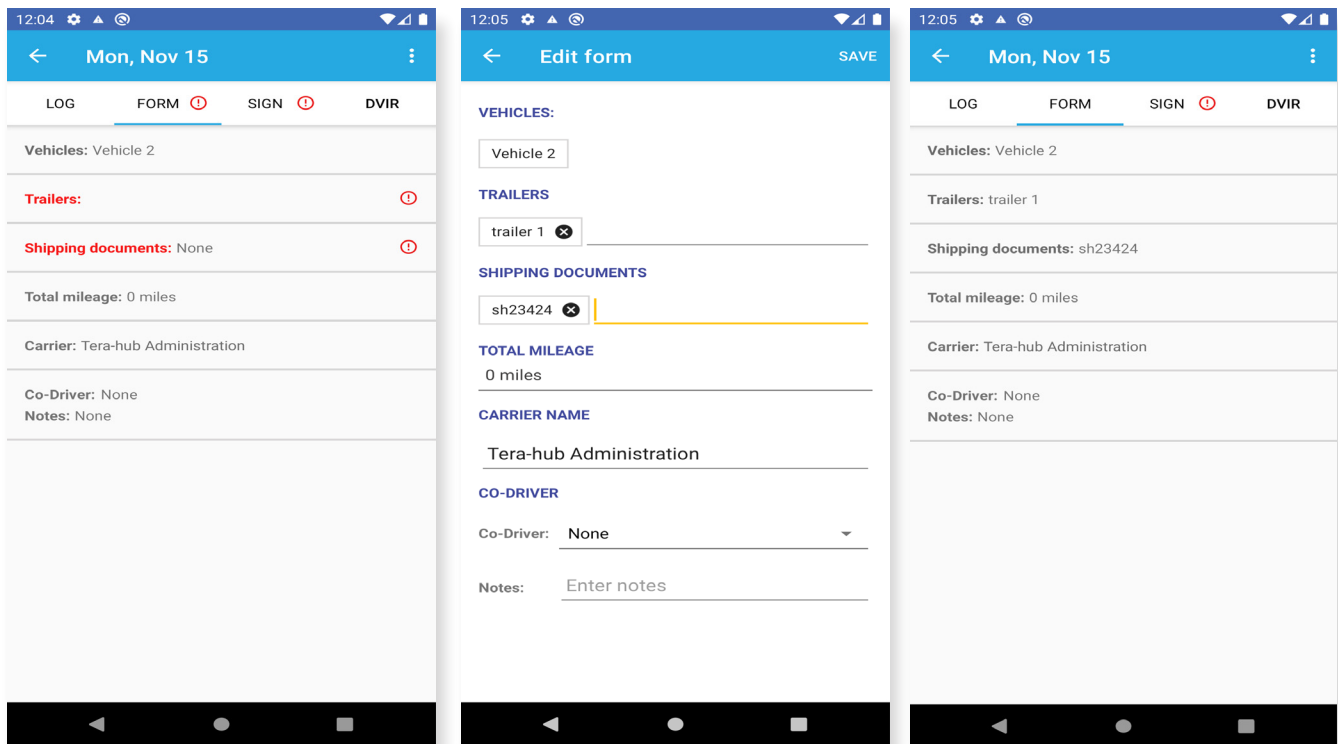 12:04
Mon, Nov 15
LOG FORM SIGN DVIR
Vehicles: Vehicle 2
Trailers:
Shipping documents: None
Total mileage: 0 miles
Carrier: Tera-hub Administration
Co-Driver: None
Notes: None
12:05
Edit form SAVE
VEHICLES:
Vehicle 2
TRAILERS
trailer 1
SHIPPING DOCUMENTS
sh23424
TOTAL MILEAGE
0 miles
CARRIER NAME
Tera-hub Administration
CO-DRIVER
Co-Driver: None
Notes: Enter notes
12:05
Mon, Nov 15
LOG FORM SIGN DVIR
Vehicles: Vehicle 2
Trailers: trailer 1
Shipping documents: sh23424
Total mileage: 0 miles
Carrier: Tera-hub Administration
Co-Driver: None
Notes: None